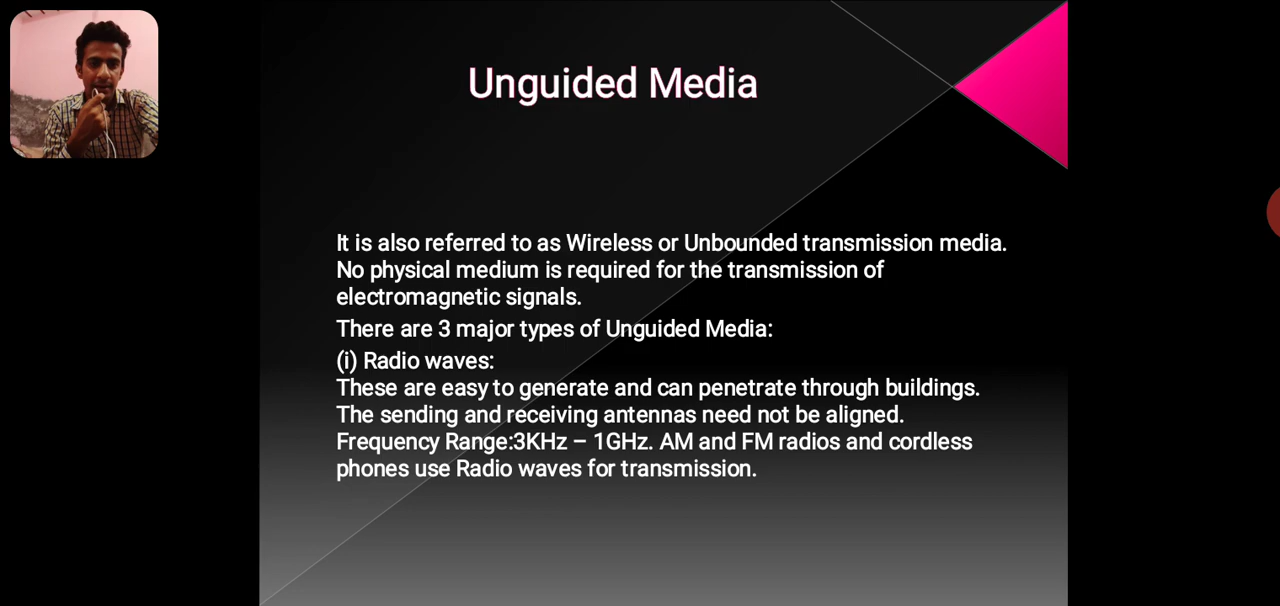 Unguided Media
It is also referred to as Wireless or Unbounded transmission media.
No physical medium is required for the transmission of
electromagnetic signals.
There are 3 major types of Unguided Media:
(i) Radio waves:
These are easy to generate and can penetrate through buildings.
The sending and receiving antennas need not be aligned.
Frequency Range:3KHz – 1GHz. AM and FM radios and cordless
phones use Radio waves for transmission.